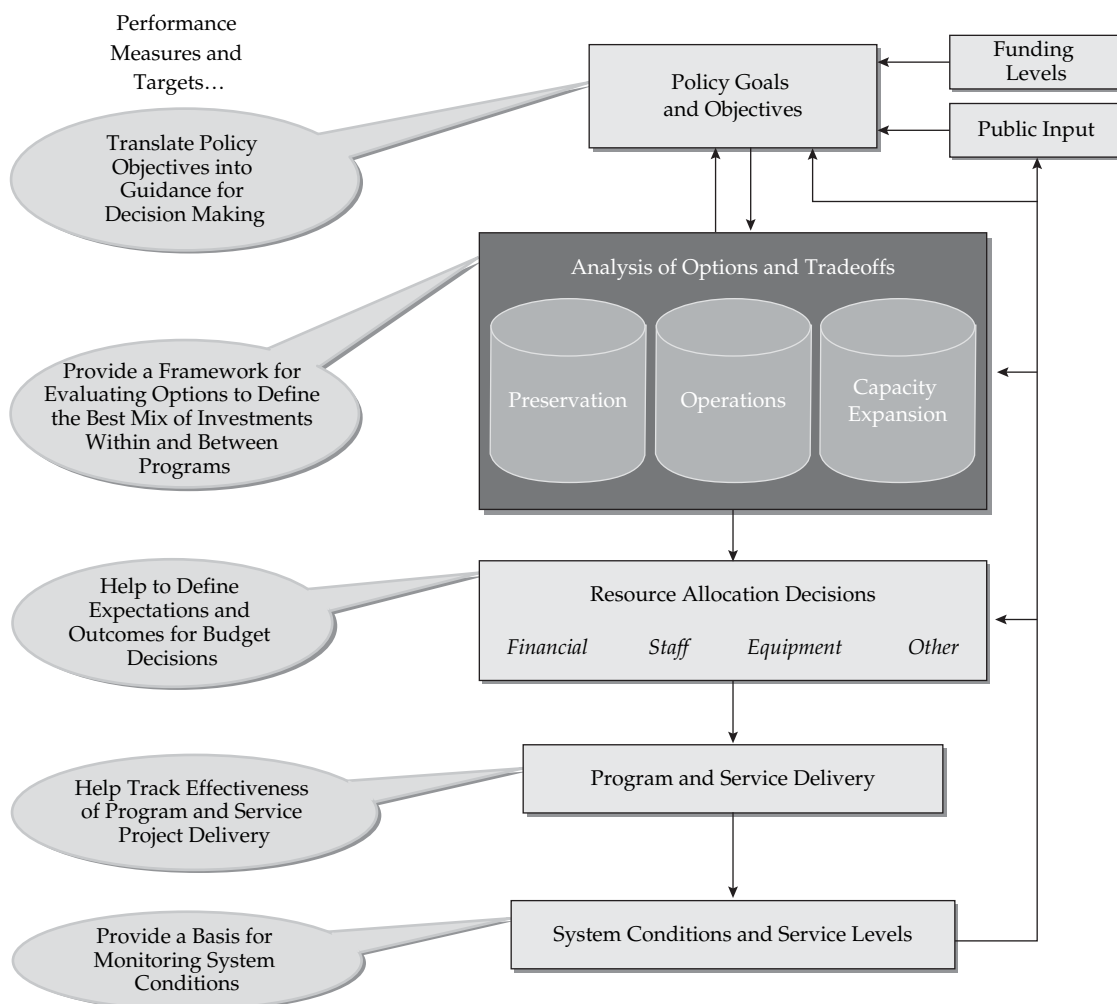 Performance
Measures and
Targets…
Policy Goals
and Objectives
Funding
Levels
Public Input
Translate Policy
Objectives into
Guidance for
Decision Making
Analysis of Options and Tradeoffs
Preservation
Operations
Capacity
Expansion
Provide a Framework for
Evaluating Options to Define
the Best Mix of Investments
Within and Between
Programs
Resource Allocation Decisions
Financial Staff Equipment Other
Help to Define
Expectations and
Outcomes for Budget
Decisions
Program and Service Delivery
Help Track Effectiveness
of Program and Service
Project Delivery
System Conditions and Service Levels
Provide a Basis for
Monitoring System
Conditions